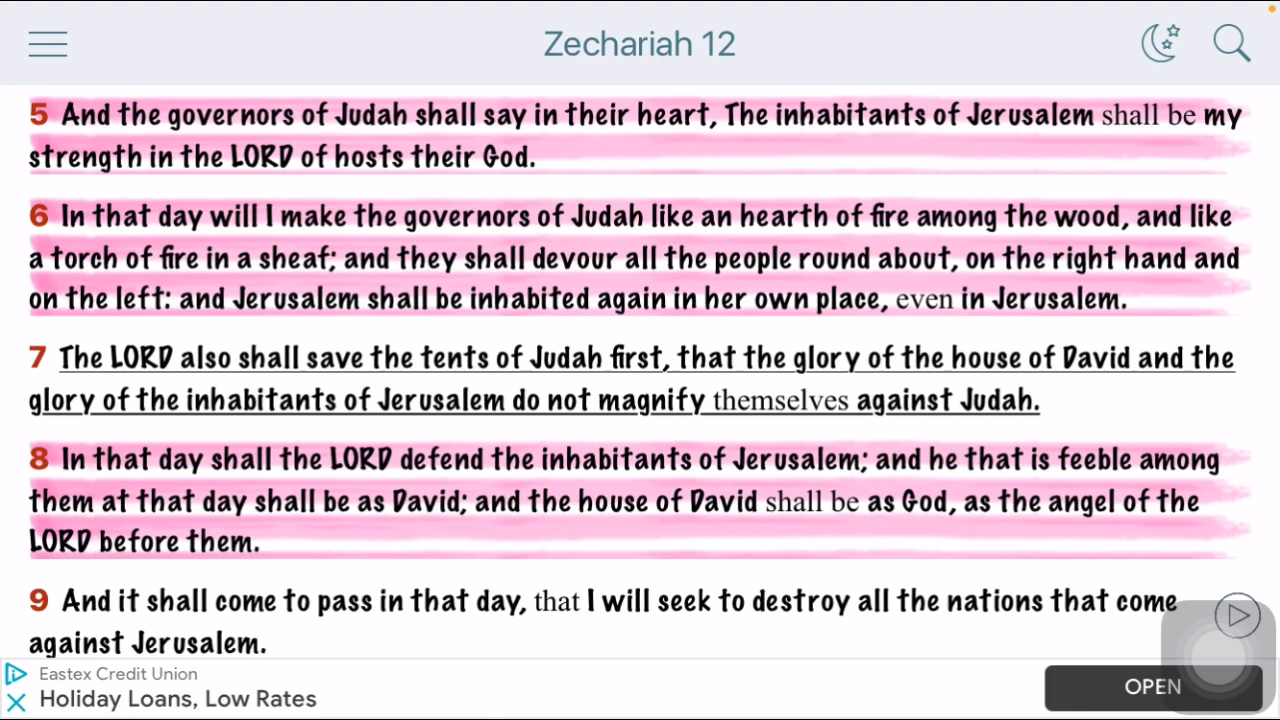 Zechariah 12
5 And the governors of Judah shall say in their heart, The inhabitants of Jerusalem shall be my
strength in the LORD of hosts their God.
6 In that day will I make the governors of Judah like an hearth of fire among the wood, and like
a torch of fire in a sheaf; and they shall devour all the people round about, on the right hand and
on the left: and Jerusalem shall be inhabited again in her own place, even in Jerusalem.
7 The LORD also shall save the tents of Judah first, that the glory of the house of David and the
glory of the inhabitants of Jerusalem do not magnify themselves against Judah.
8 In that day shall the LORD defend the inhabitants of Jerusalem; and he that is feeble among
them at that day shall be as David; and the house of David shall be as God, as the angel of the
LORD before them.
9 And it shall come to pass in that day, that I will seek to destroy all the nations that come
against Jerusalem.
Eastex Credit Union
Holiday Loans, Low Rates
OPEN